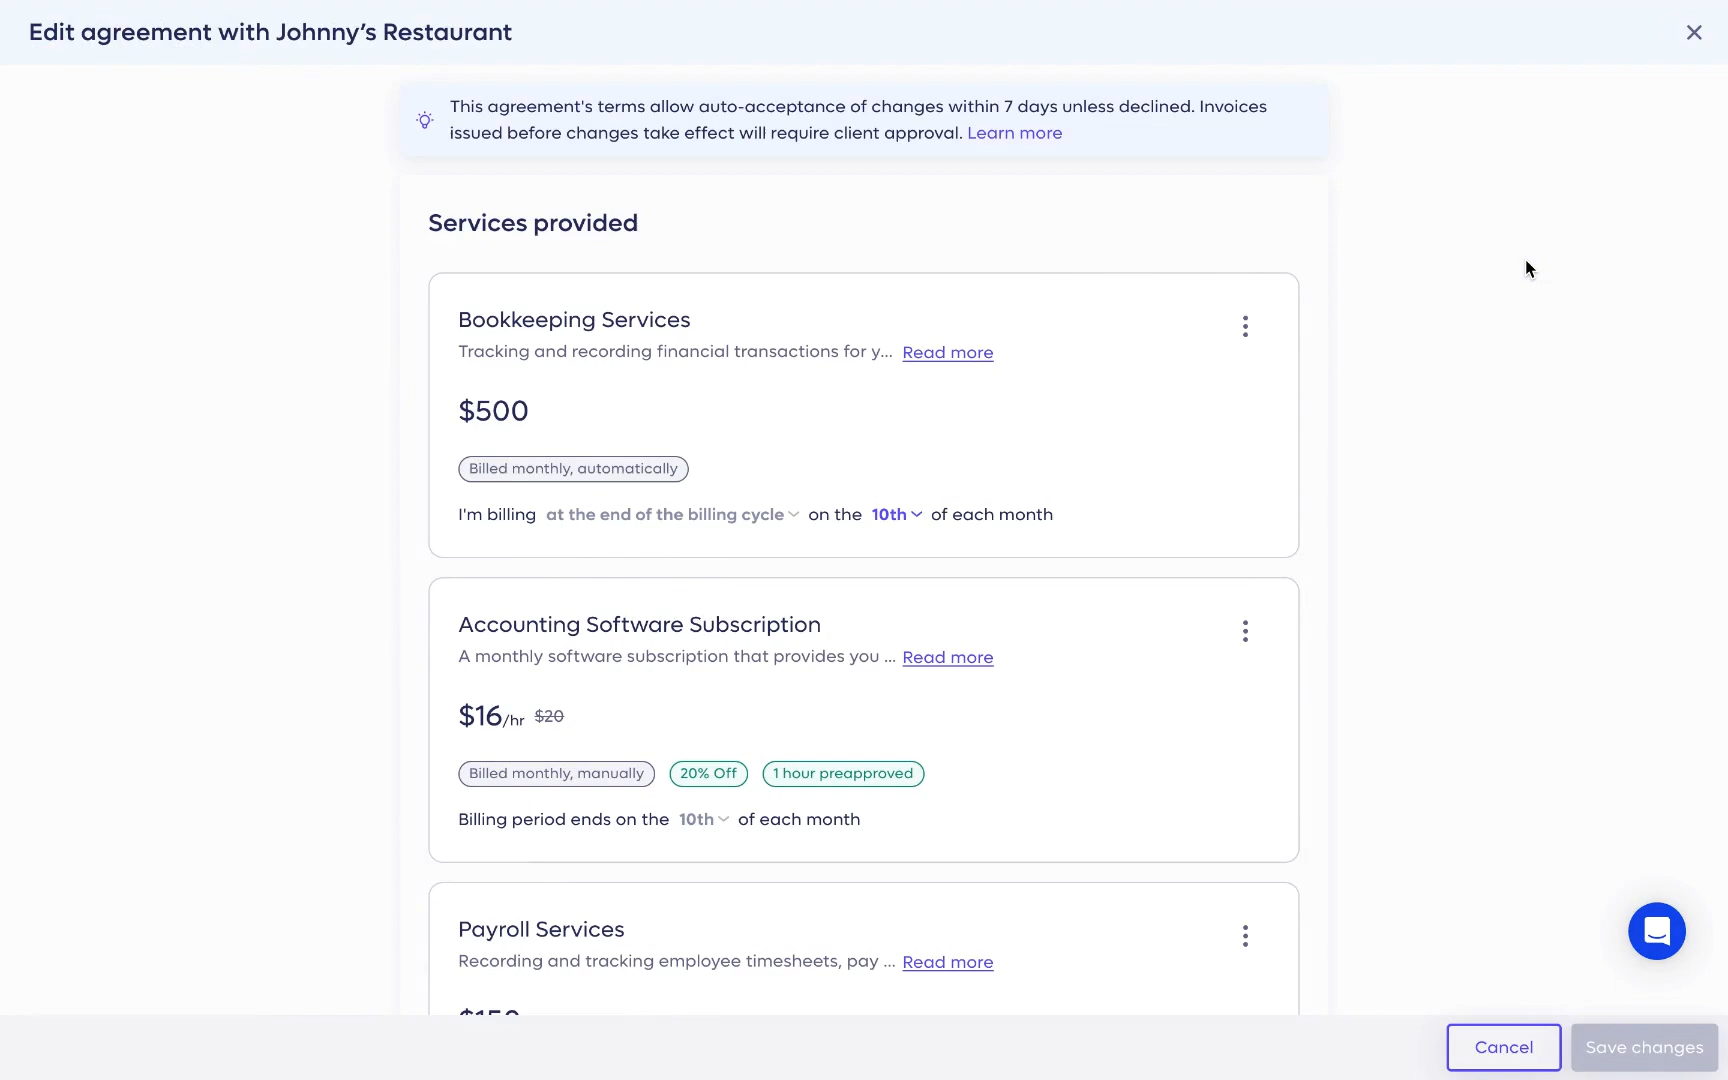 Edit agreement with Johnny’s Restaurant
This agreement's terms allow auto-acceptance of changes within 7 days unless declined. Invoices
issued before changes take effect will require client approval. Learn more
Services provided
Bookkeeping Services
Tracking and recording financial transactions for y... Read more
$500
Billed monthly, automatically
I'm billing at the end of the billing cycle on the 10th of each month
Accounting Software Subscription
A monthly software subscription that provides you ... Read more
$16/hr $20
Billed monthly, manually 20% Off 1 hour preapproved
Billing period ends on the 10th of each month
Payroll Services
Recording and tracking employee timesheets, pay ... Read more
$150
Cancel Save changes